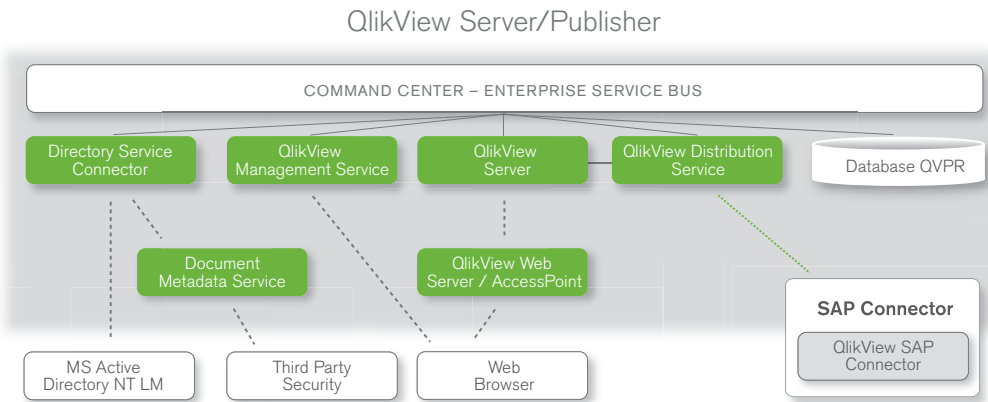 QlikView Server/Publisher
COMMAND CENTER – ENTERPRISE SERVICE BUS
Directory Service
Connector
QlikView
Management Service
QlikView
Server
QlikView Distribution
Service
Database QVPR
Document
Metadata Service
QlikView Web
Server / AccessPoint
SAP Connector
QlikView SAP
Connector
MS Active
Directory NT LM
Third Party
Security
Web
Browser